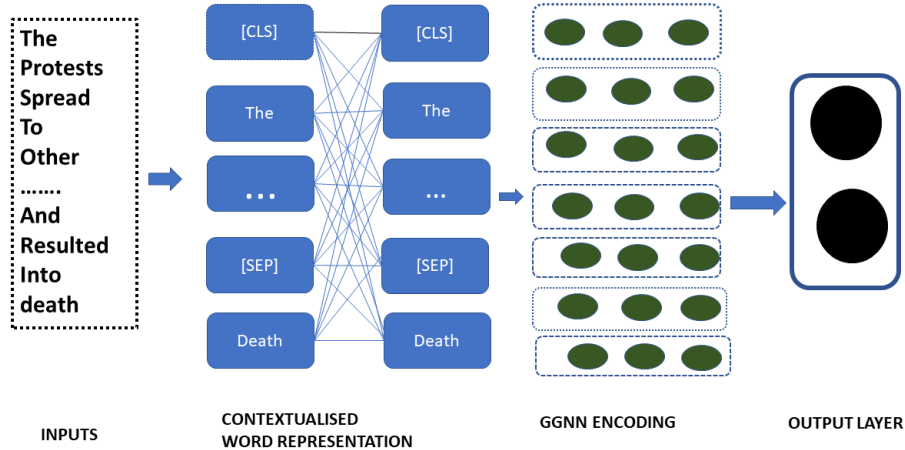 The
Protests
Spread
To
Other
.......
And
Resulted
Into
death
[CLS]
The
...
[SEP]
Death
[CLS]
The
...
[SEP]
Death
INPUTS
CONTEXTUALISED
WORD REPRESENTATION
GGNN ENCODING
OUTPUT LAYER